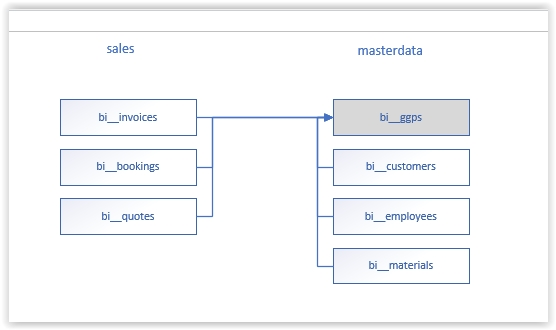 sales
masterdata
bi__invoices
bi__ggps
bi__bookings
bi__customers
bi__quotes
bi__employees
bi__materials